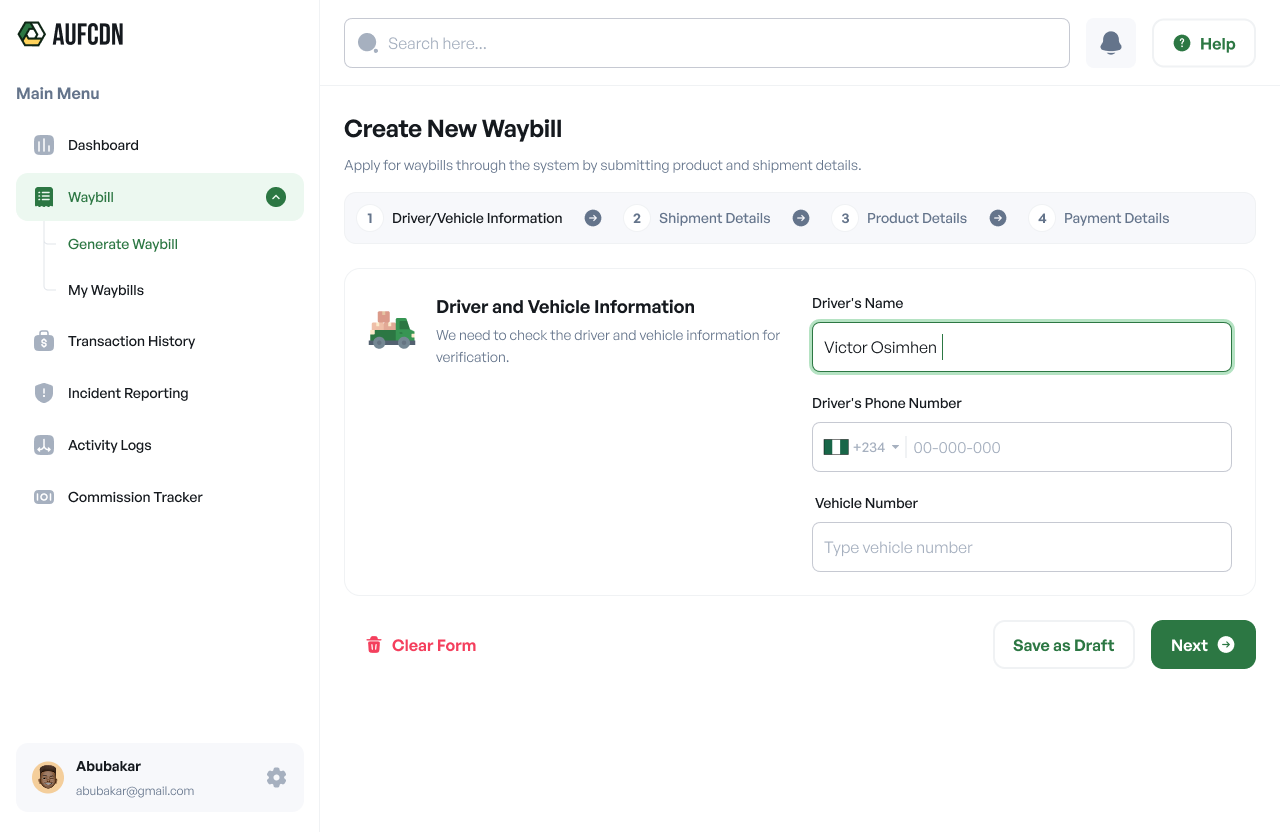 AUFCDN
Search here...
Help
Main Menu
Dashboard
Waybill
Generate Waybill
My Waybills
Transaction History
Incident Reporting
Activity Logs
Commission Tracker
Abubakar
abubakar@gmail.com
Create New Waybill
Apply for waybills through the system by submitting product and shipment details.
1 Driver/Vehicle Information 2 Shipment Details 3 Product Details 4 Payment Details
Driver and Vehicle Information
We need to check the driver and vehicle information for
verification.
Driver's Name
Victor Osimhen
Driver's Phone Number
+234 00-000-000
Vehicle Number
Type vehicle number
Clear Form
Save as Draft
Next